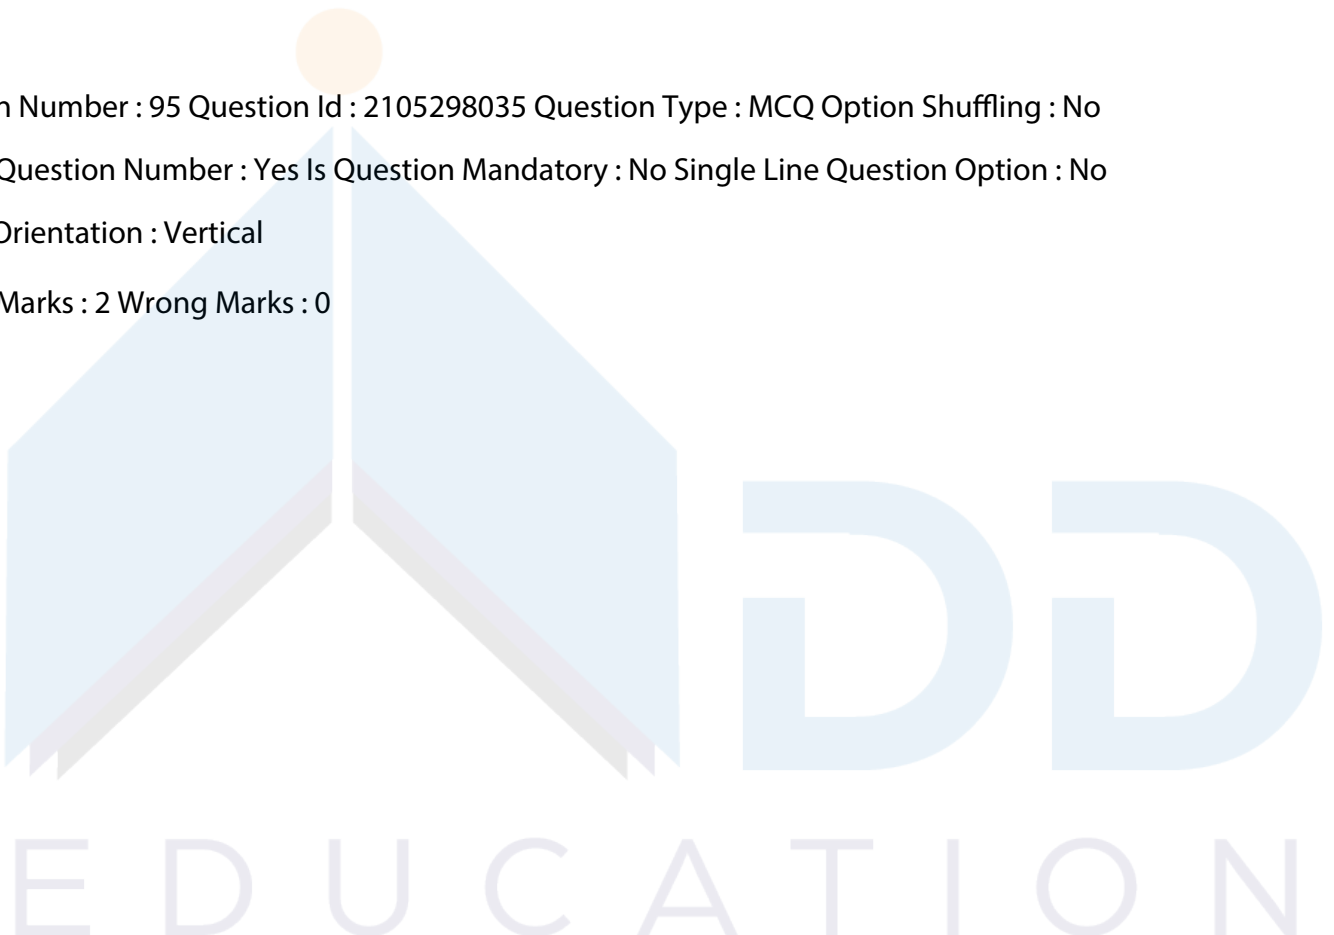 n Number : 95 Question Id : 2105298035 Question Type : MCQ Option Shuffling : No
Question Number : Yes Is Question Mandatory : No Single Line Question Option : No
Orientation : Vertical
Marks : 2 Wrong Marks : 0
DD
EDUCATION